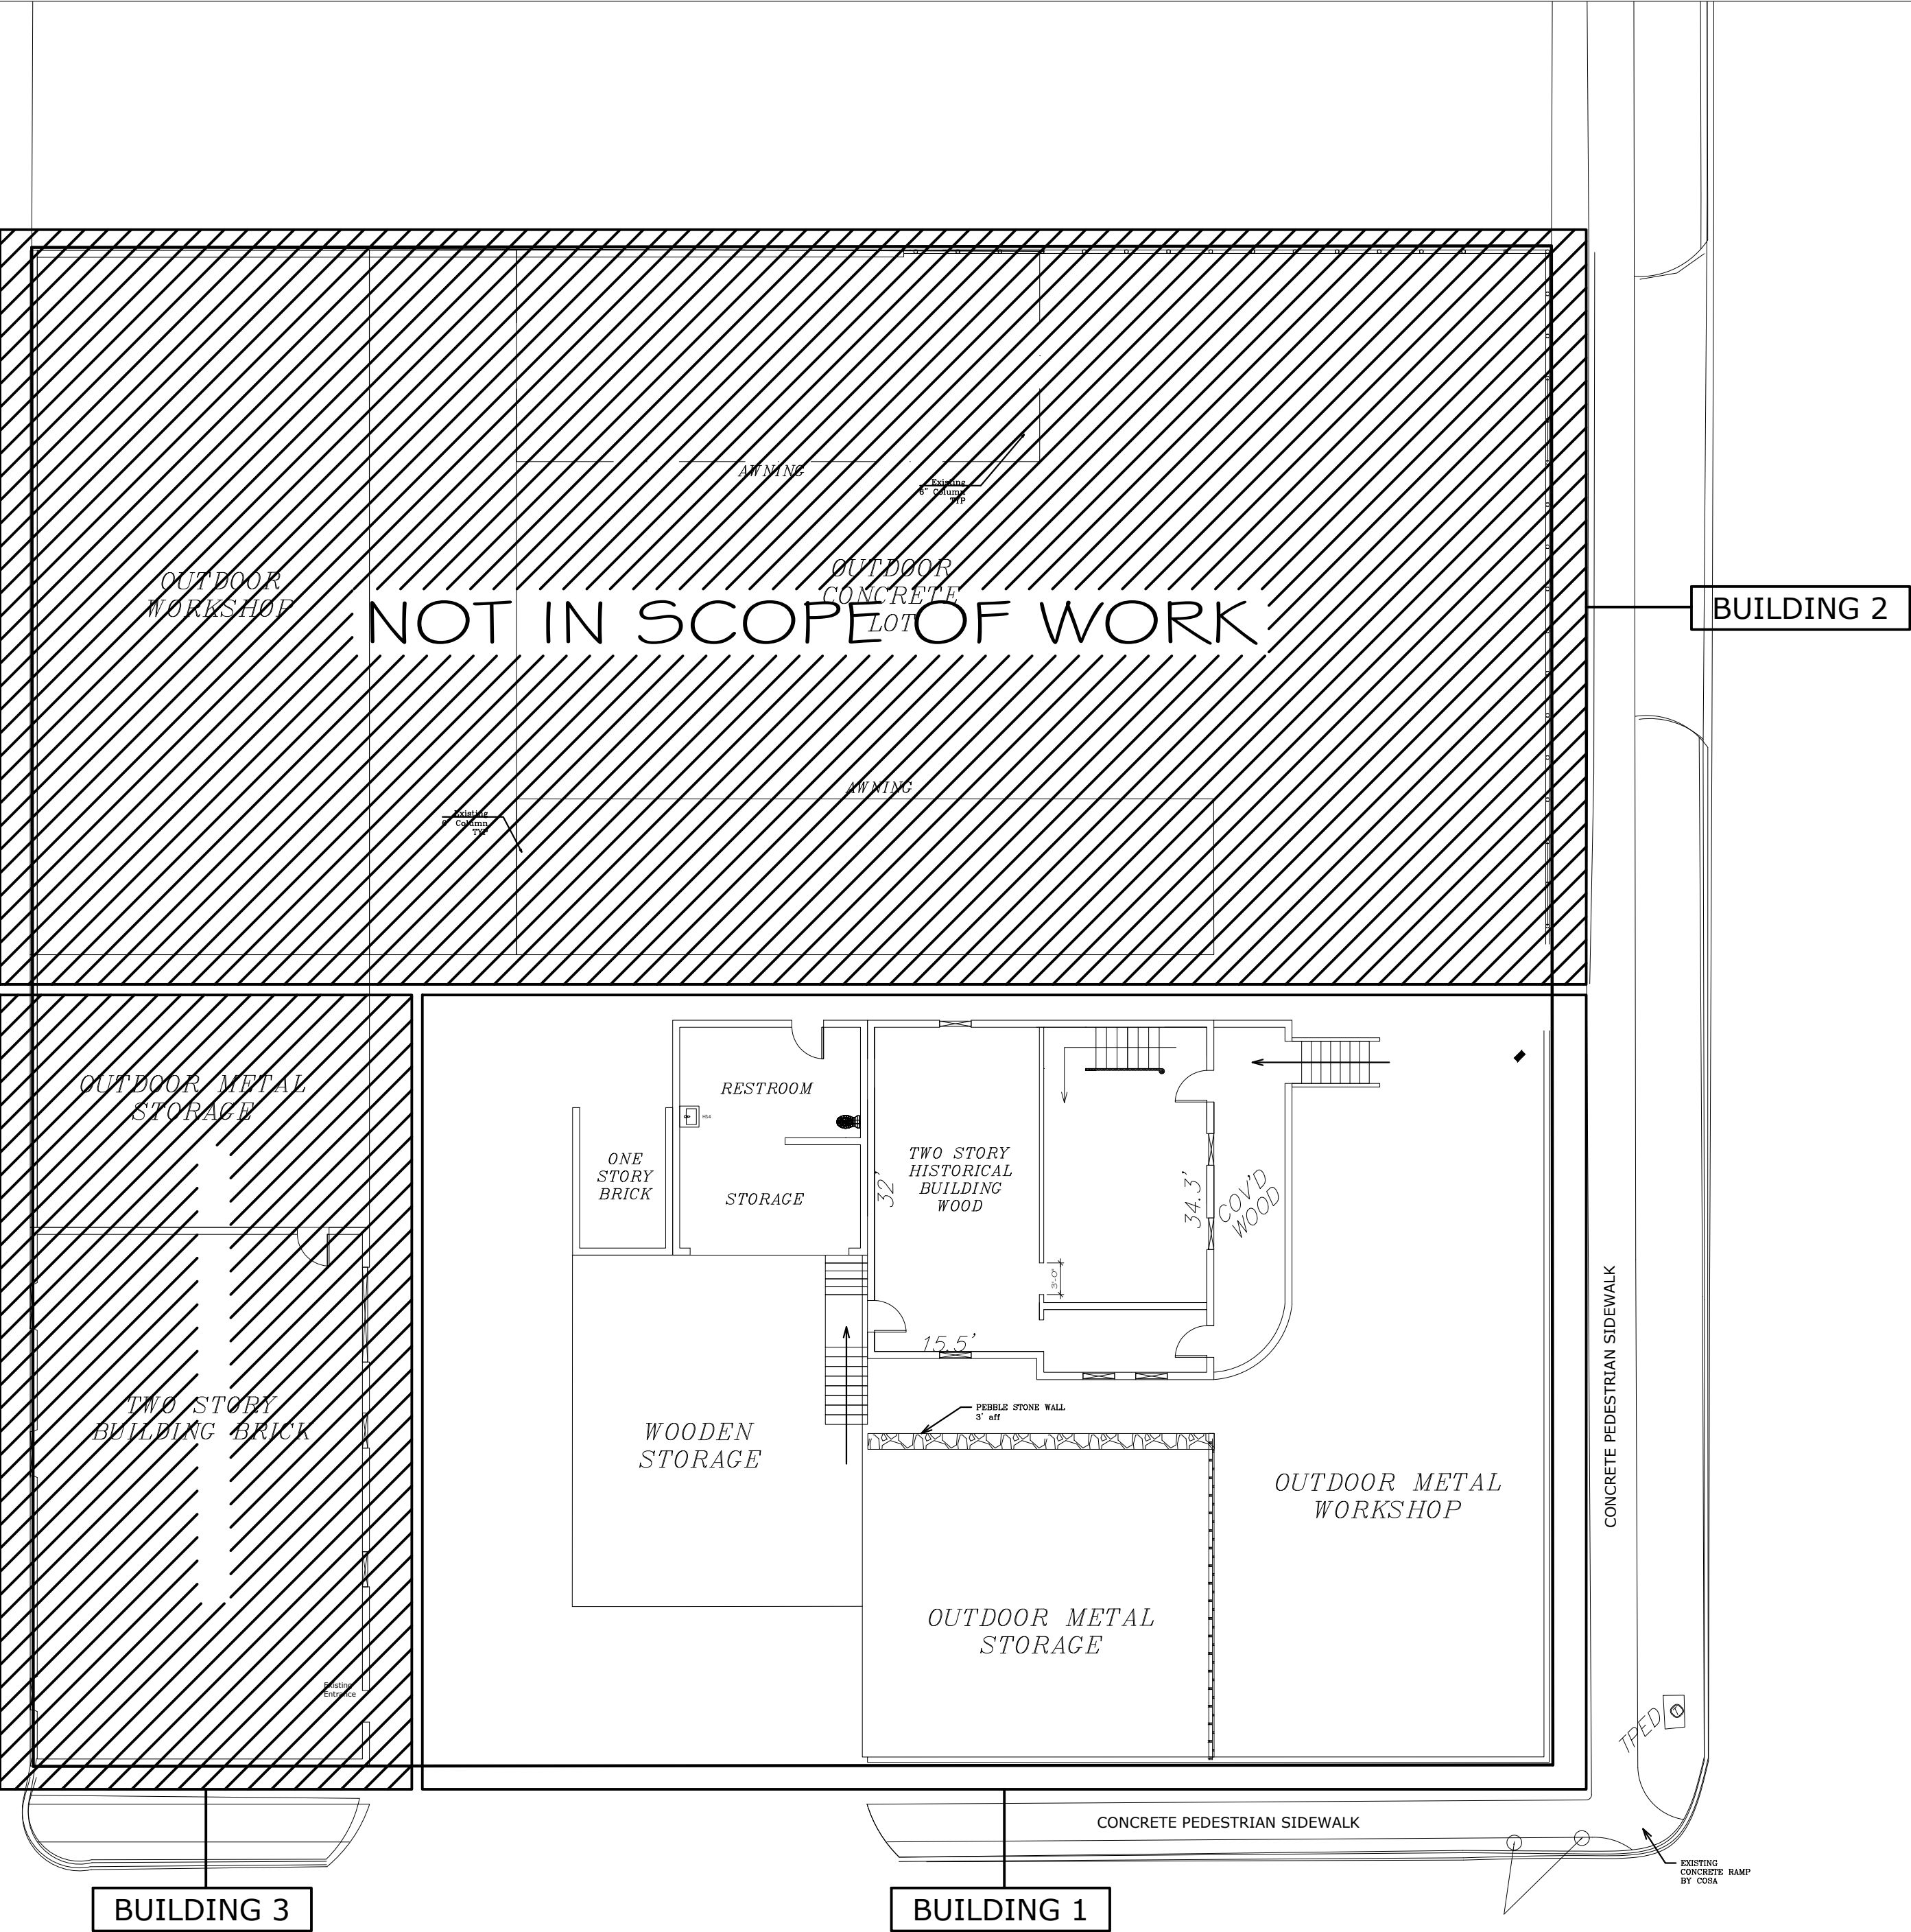 AWNING
Existing
6" Column
TYP
OUTDOOR
WORKSHOP
OUTDOOR
CONCRETE
LOT
NOT IN SCOPE OF WORK
BUILDING 2
AWNING
Existing
6" Column
TYP
OUTDOOR METAL
STORAGE
RESTROOM
HS4
ONE
STORY
BRICK
STORAGE
TWO STORY
HISTORICAL
BUILDING
WOOD
32'
34.3'
COV'D
WOOD
3'-0"
15.5'
TWO STORY
BUILDING BRICK
PEBBLE STONE WALL
3' aff
WOODEN
STORAGE
OUTDOOR METAL
WORKSHOP
CONCRETE PEDESTRIAN SIDEWALK
OUTDOOR METAL
STORAGE
Existing
Entrance
TPED
T
CONCRETE PEDESTRIAN SIDEWALK
EXISTING
CONCRETE RAMP
BY COSA
BUILDING 3
BUILDING 1